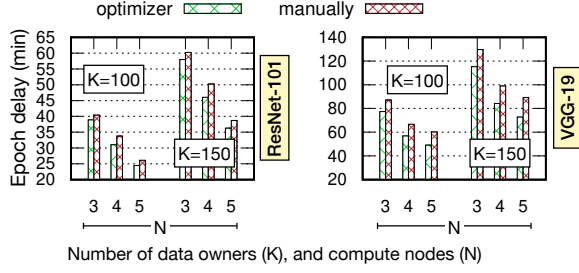 optimizer manually
Epoch delay (min)
65
60
55
50
45
40
35
30
25
20
K=100
K=150
3 4 5 3 4 5
N
ResNet-101
140
120
100
80
60
40
20
K=100
K=150
3 4 5 3 4 5
N
VGG-19
Number of data owners (K), and compute nodes (N)